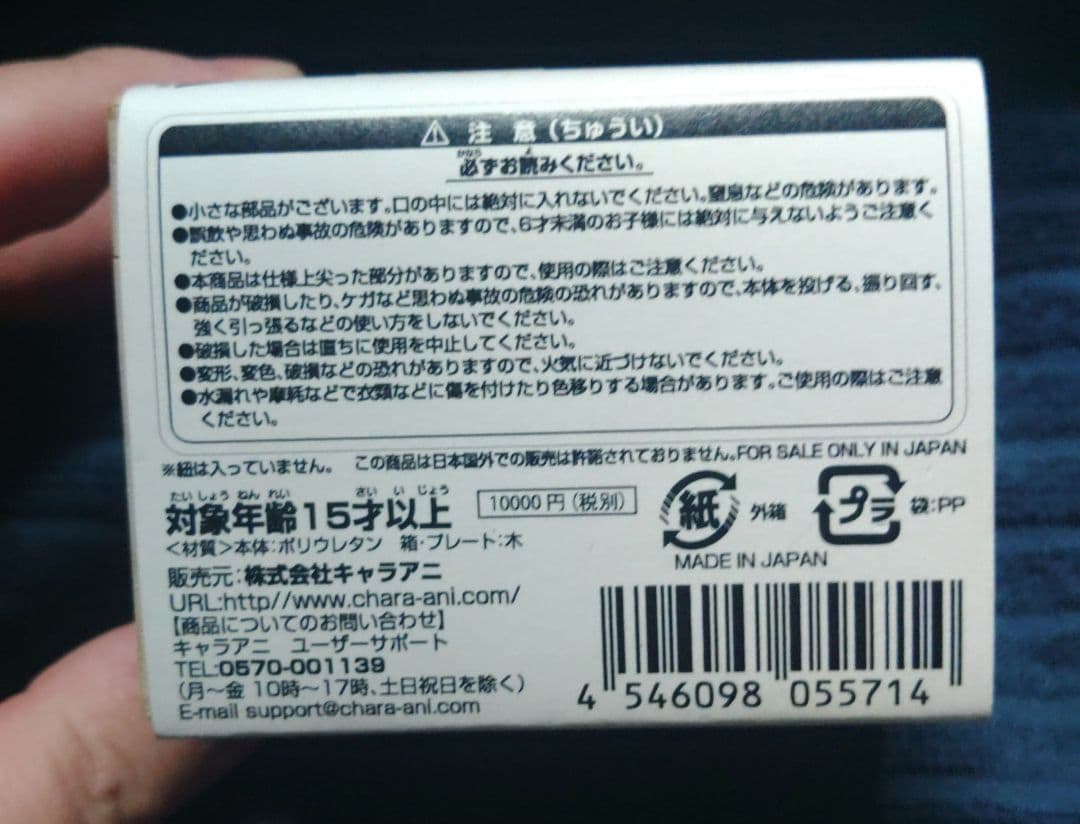 ⚠ 注意(ちゅうい)
必ずお読みください。
●小さな部品がございます。口の中には絶対に入れないでください。窒息などの危険があります。
●誤飲や思わぬ事故の危険がありますので、6才未満のお子様には絶対に与えないようご注意く
ださい。
●本商品は仕様上尖った部分がありますので、使用の際はご注意ください。
●商品が破損したり、ケガなど思わぬ事故の危険の恐れがありますので、本体を投げる、振り回す、
強く引っ張るなどの使い方をしないでください。
●破損した場合は直ちに使用を中止してください。
●変形、変色、破損などの恐れがありますので、火気に近づけないでください。
●水漏れや摩耗などで衣類などに傷を付けたり色移りする場合があります。ご使用の際はご注意
ください。
※紐は入っていません。 この商品は日本国外での販売は許諾されておりません。FOR SALE ONLY IN JAPAN
対象年齢15才以上
10000円(税別)
紙 外箱
プラ 袋:PP
<材質>本体:ポリウレタン 箱・プレート:木
MADE IN JAPAN
販売元:株式会社キャラアニ
URL:http//www.chara-ani.com/
【商品についてのお問い合わせ】
キャラアニ ユーザーサポート
TEL:0570-001139
(月~金 10時~17時、土日祝日を除く)
E-mail support@chara-ani.com
4 546098 055714